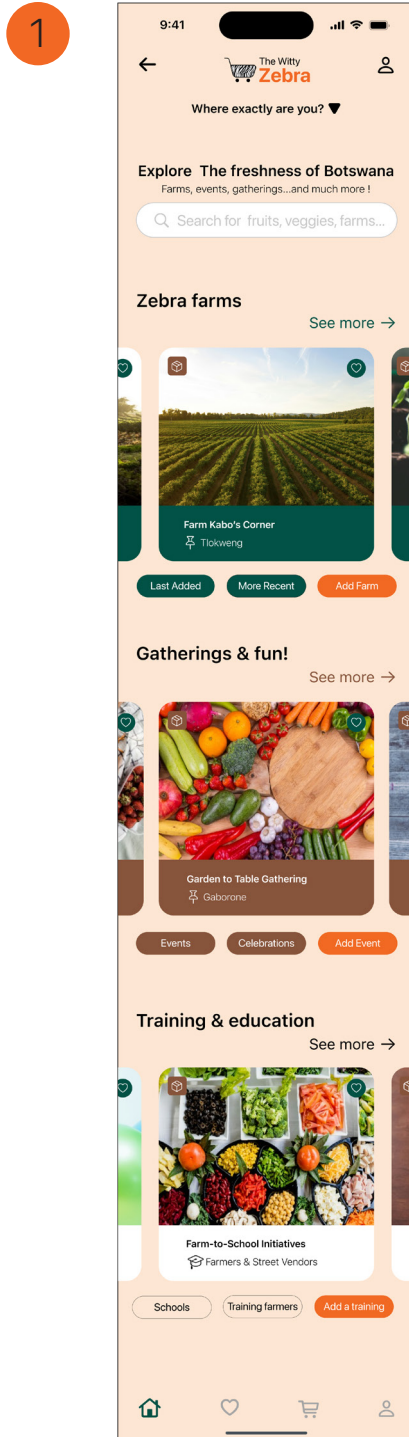 1
9:41
The Witty
Zebra
Where exactly are you?
Explore The freshness of Botswana
Farms, events, gatherings...and much more !
Search for fruits, veggies, farms...
Zebra farms
See more →
Farm Kabo's Corner
Tlokweng
Last Added
More Recent
Add Farm
Gatherings & fun!
See more →
Garden to Table Gathering
Gaborone
Events
Celebrations
Add Event
Training & education
See more →
Farm-to-School Initiatives
Farmers & Street Vendors
Schools
Training farmers
Add a training